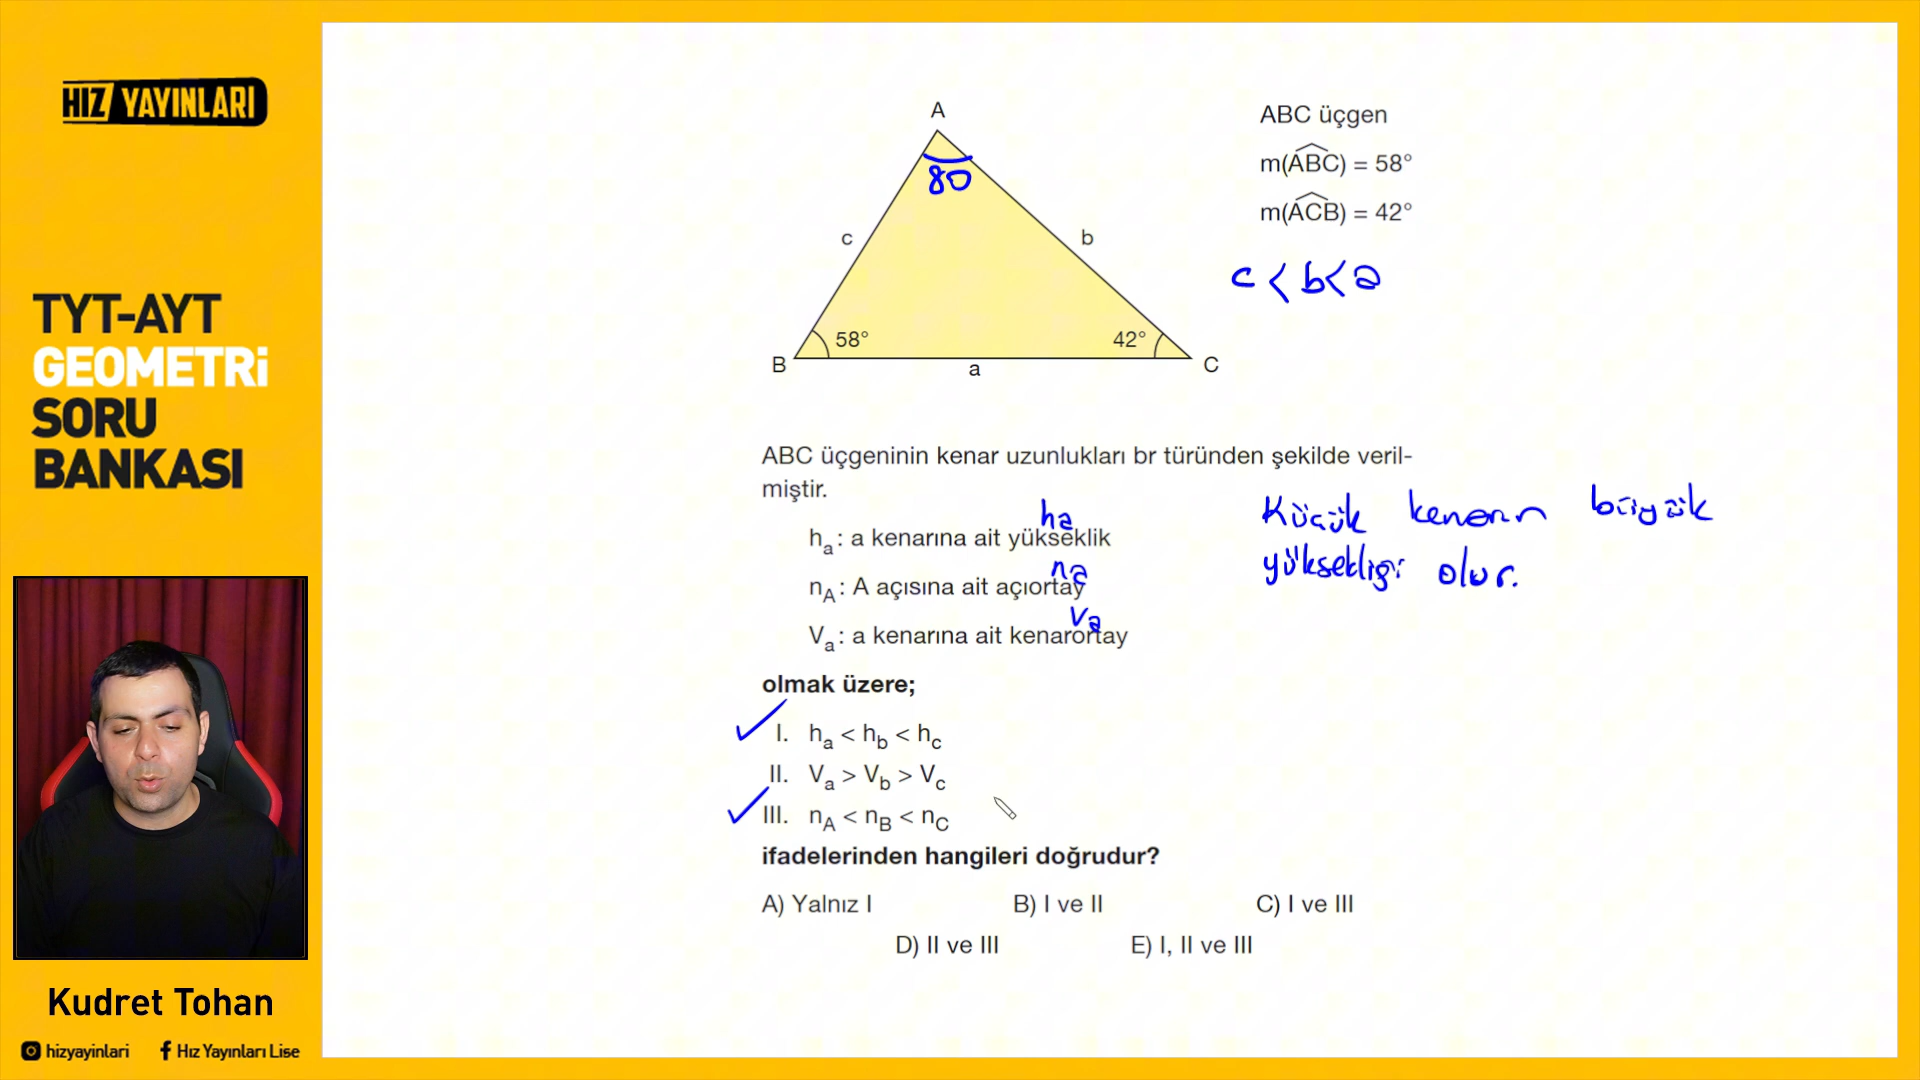 HIZ YAYINLARI
TYT-AYT
GEOMETRİ
SORU
BANKASI
Kudret Tohan
hizyayinlari
Hız Yayınları Lise
A
80
c
b
58°
42°
B
a
C
ABC üçgen
m(ABC) = 58°
m(ACB) = 42°
c < b < a
ABC üçgeninin kenar uzunlukları br türünden şekilde veril-
miştir.
ha
ha : a kenarına ait yükseklik
na
nA : A açısına ait açıortay
Va
Va : a kenarına ait kenarortay
Küçük kenarın büyük
yüksekliği olur.
olmak üzere;
I. ha < hb < hc
II. Va > Vb > Vc
III. nA < nB < nC
ifadelerinden hangileri doğrudur?
A) Yalnız I B) I ve II C) I ve III
D) II ve III E) I, II ve III